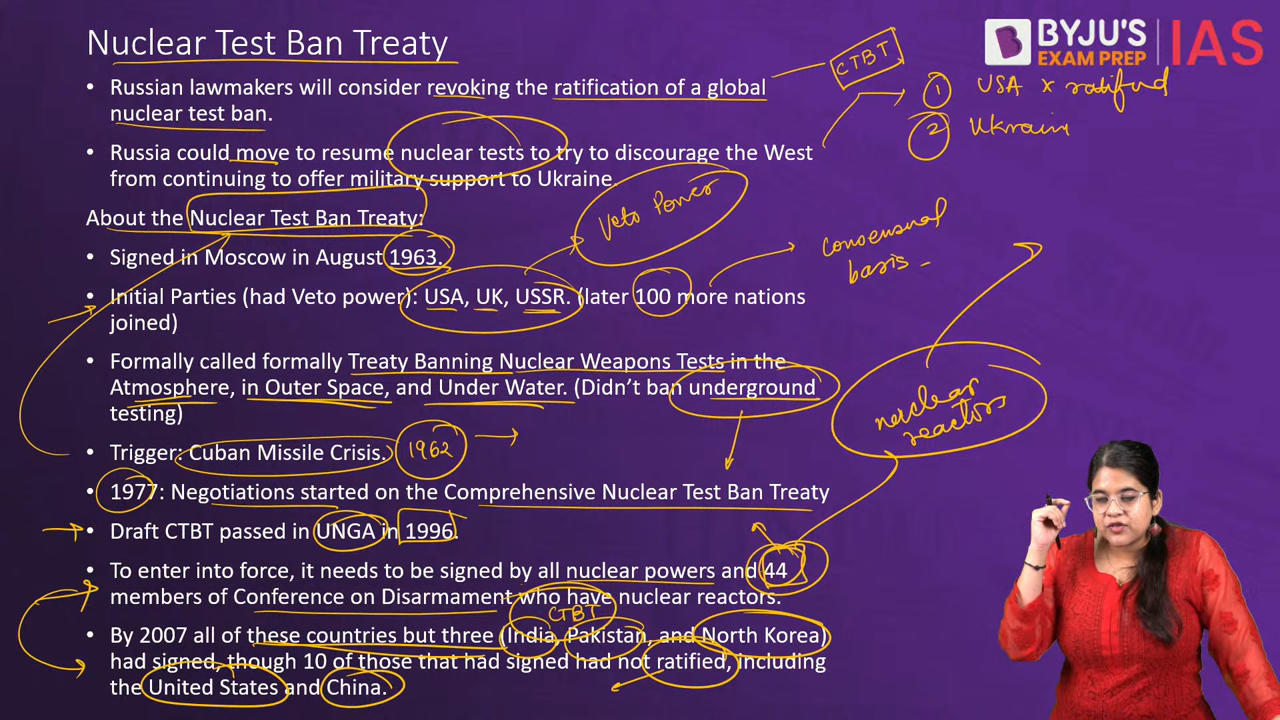 Nuclear Test Ban Treaty
BYJU'S
EXAM PREP
IAS
• Russian lawmakers will consider revoking the ratification of a global
nuclear test ban.
CTBT
1 USA x ratified
2 Ukraine
• Russia could move to resume nuclear tests to try to discourage the West
from continuing to offer military support to Ukraine.
Veto Power
About the Nuclear Test Ban Treaty:
• Signed in Moscow in August 1963.
consensual
basis -
• Initial Parties (had Veto power): USA, UK, USSR. (later 100 more nations
joined)
• Formally called formally Treaty Banning Nuclear Weapons Tests in the
Atmosphere, in Outer Space, and Under Water. (Didn't ban underground
testing)
nuclear
reactors
• Trigger: Cuban Missile Crisis. 1962
• 1977: Negotiations started on the Comprehensive Nuclear Test Ban Treaty
• Draft CTBT passed in UNGA in 1996.
• To enter into force, it needs to be signed by all nuclear powers and 44
members of Conference on Disarmament who have nuclear reactors.
CTBT
• By 2007 all of these countries but three (India, Pakistan, and North Korea)
had signed, though 10 of those that had signed had not ratified, including
the United States and China.